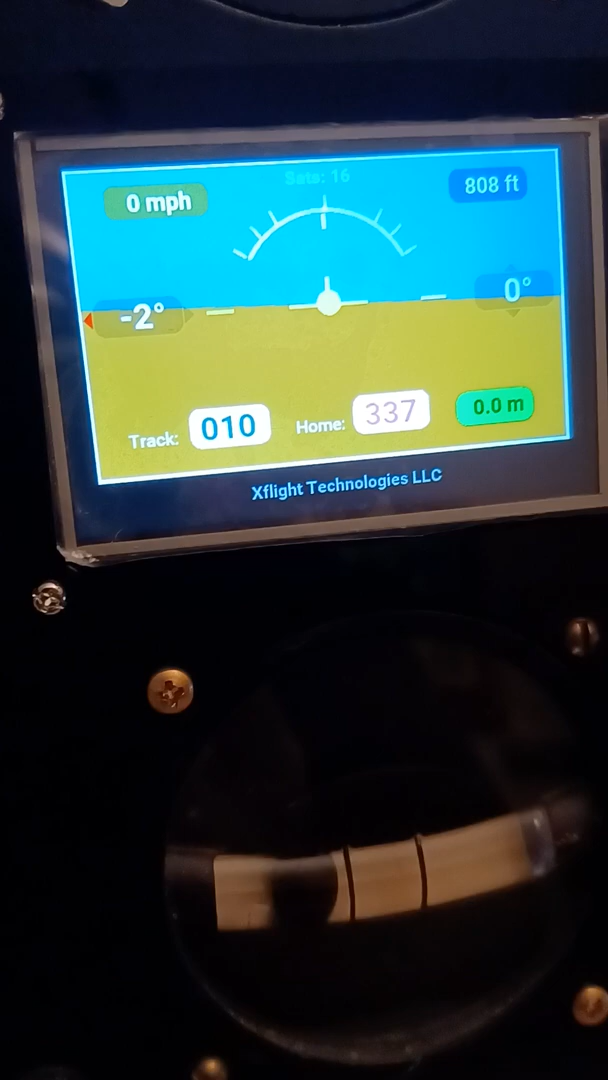 Sats: 16
0 mph
808 ft
-2°
0°
Track: 010
Home: 337
0.0 m
Xflight Technologies LLC